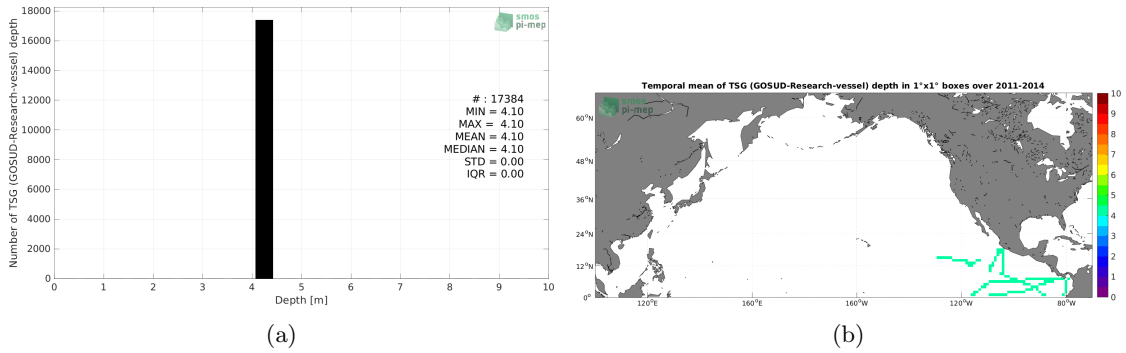 18000
16000
14000
12000
10000
8000
6000
4000
2000
0
Number of TSG (GOSUD-Research-vessel) depth
0 1 2 3 4 5 6 7 8 9 10
Depth [m]
smos
pi-mep
# : 17384
MIN = 4.10
MAX = 4.10
MEAN = 4.10
MEDIAN = 4.10
STD = 0.00
IQR = 0.00
(a)
Temporal mean of TSG (GOSUD-Research-vessel) depth in 1°x1° boxes over 2011-2014
smos
pi-mep
60°N
48°N
36°N
24°N
12°N
0°
120°E 160°E 160°W 120°W 80°W
10
9
8
7
6
5
4
3
2
1
0
(b)